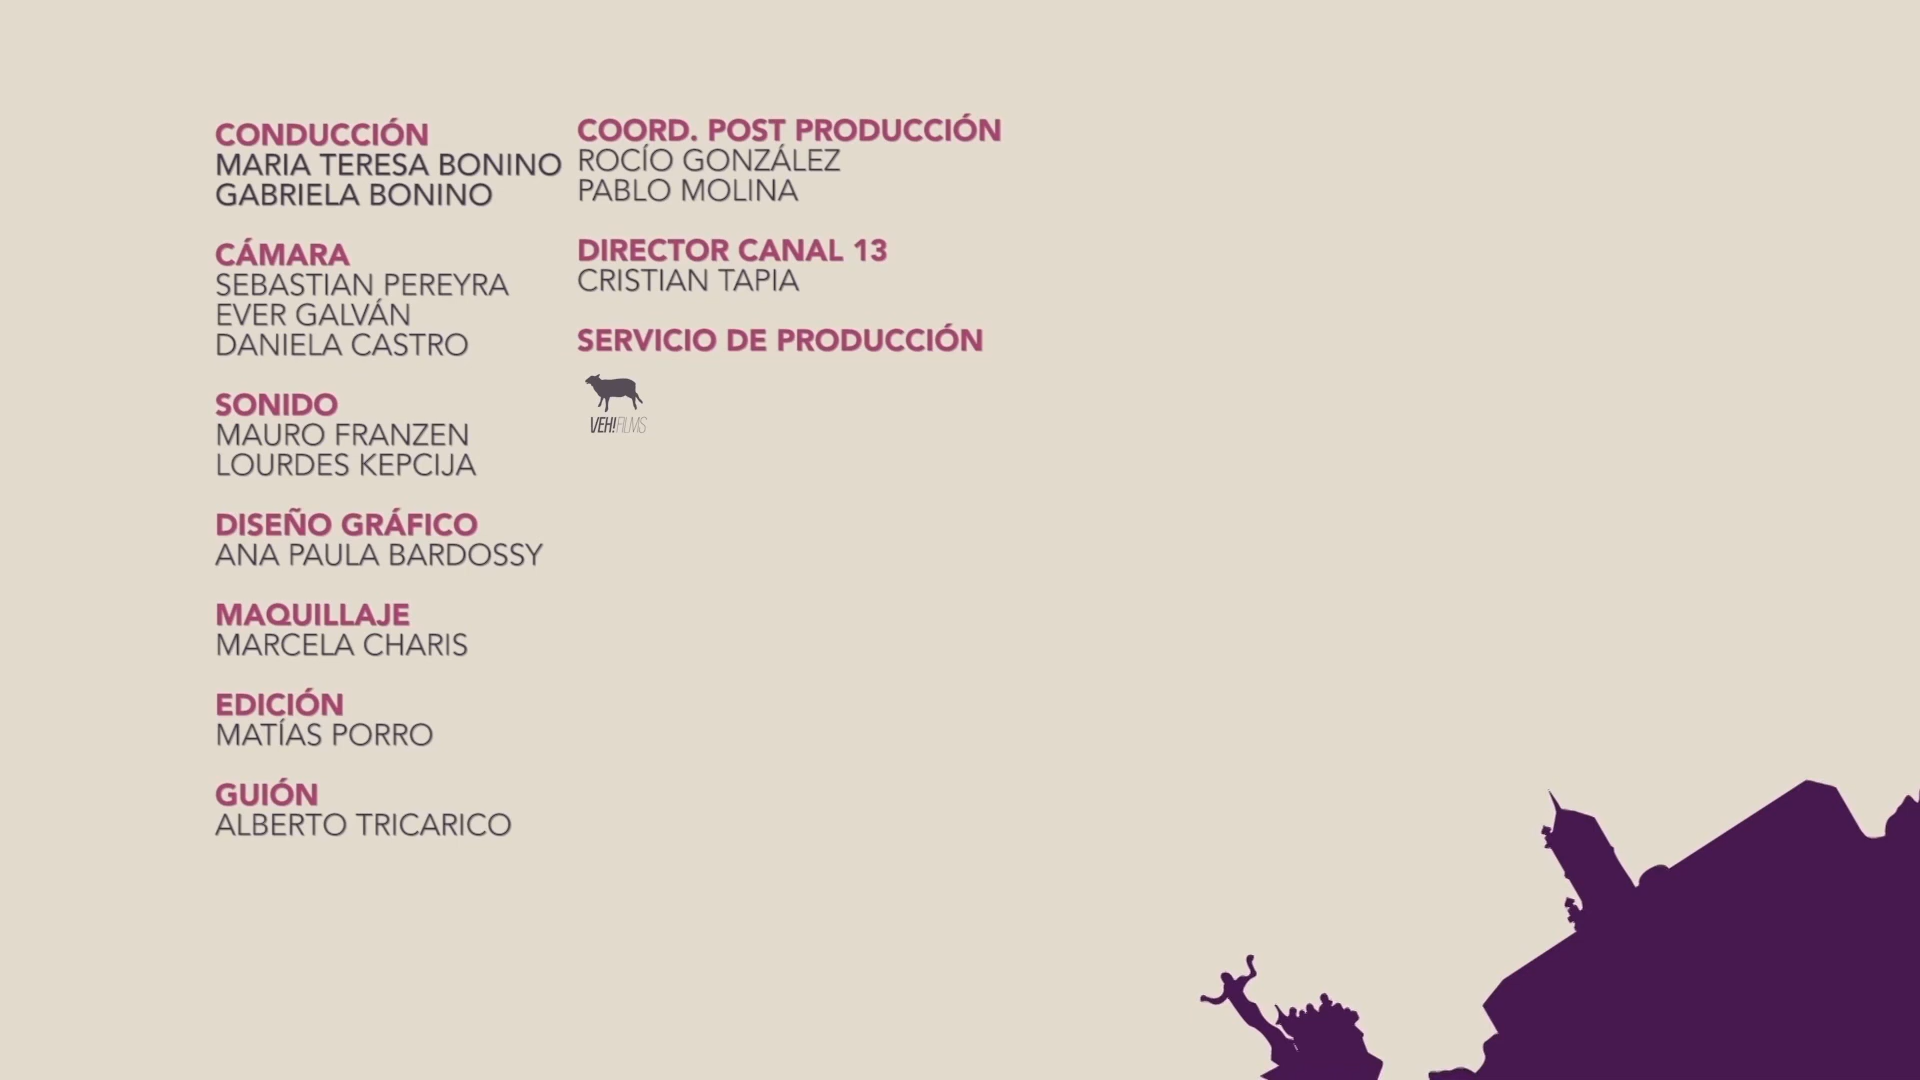 CONDUCCIÓN
MARIA TERESA BONINO
GABRIELA BONINO
CÁMARA
SEBASTIAN PEREYRA
EVER GALVÁN
DANIELA CASTRO
SONIDO
MAURO FRANZEN
LOURDES KEPCIJA
DISEÑO GRÁFICO
ANA PAULA BARDOSSY
MAQUILLAJE
MARCELA CHARIS
EDICIÓN
MATÍAS PORRO
GUIÓN
ALBERTO TRICARICO
COORD. POST PRODUCCIÓN
ROCÍO GONZÁLEZ
PABLO MOLINA
DIRECTOR CANAL 13
CRISTIAN TAPIA
SERVICIO DE PRODUCCIÓN
VEH!FILMS